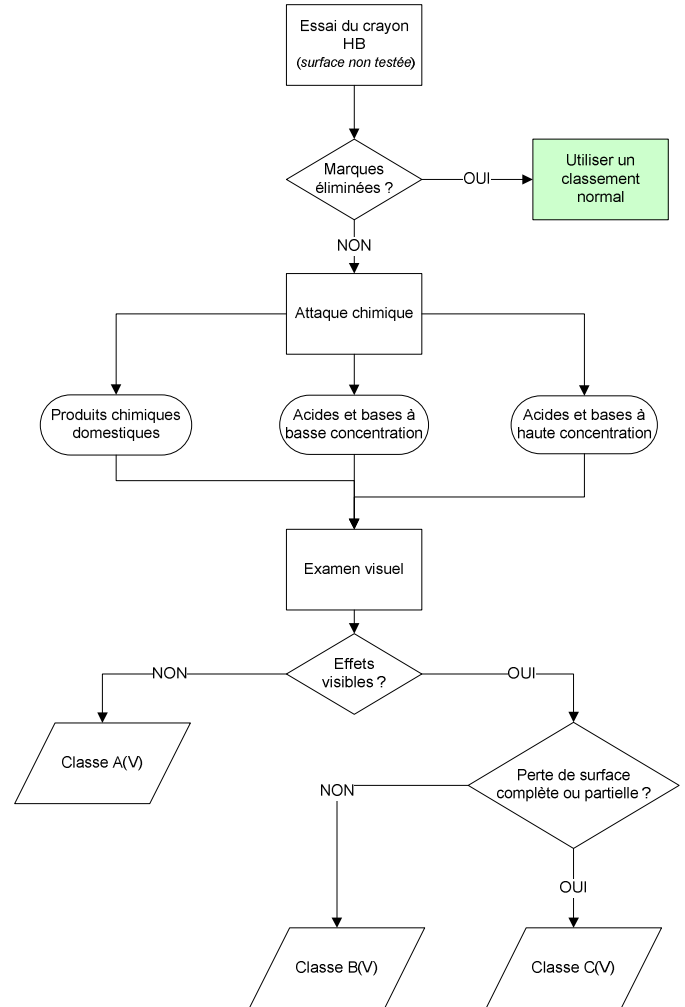 Essai du crayon
HB
(surface non testée)
Marques
éliminées ?
OUI
Utiliser un
classement
normal
NON
Attaque chimique
Produits chimiques
domestiques
Acides et bases à
basse concentration
Acides et bases à
haute concentration
Examen visuel
Effets
visibles ?
NON
OUI
Classe A(V)
Perte de surface
complète ou partielle ?
NON
OUI
Classe B(V)
Classe C(V)